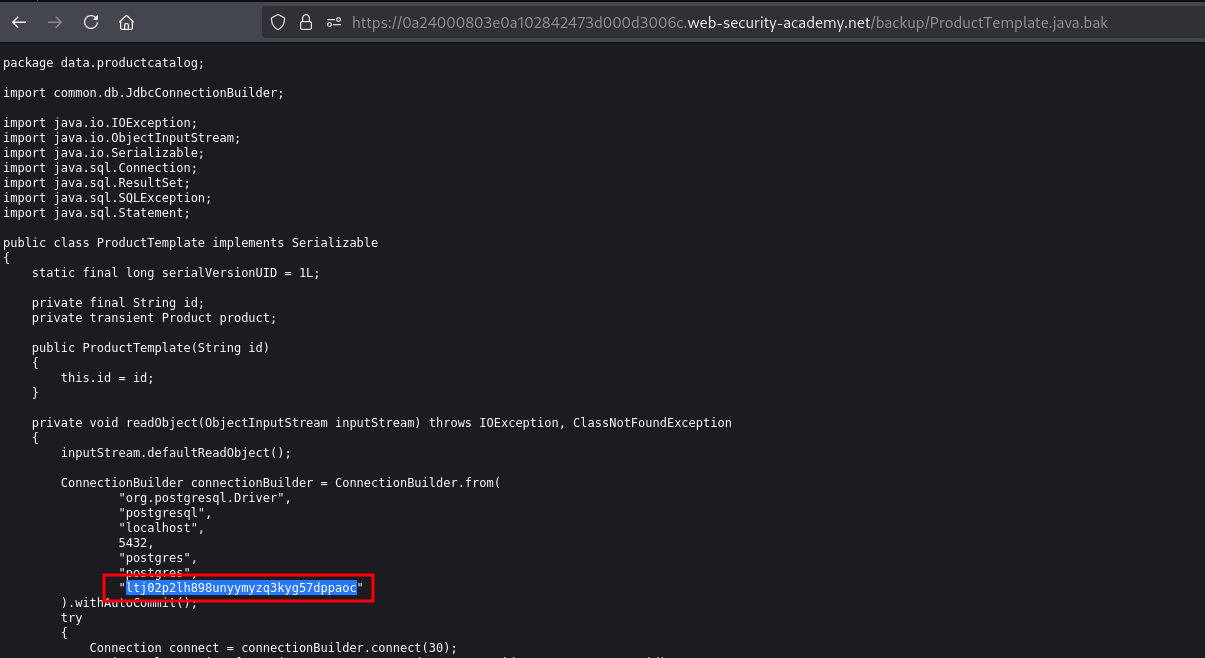 https://0a24000803e0a102842473d000d3006c.web-security-academy.net/backup/ProductTemplate.java.bak
package data.productcatalog;
import common.db.JdbcConnectionBuilder;
import java.io.IOException;
import java.io.ObjectInputStream;
import java.io.Serializable;
import java.sql.Connection;
import java.sql.ResultSet;
import java.sql.SQLException;
import java.sql.Statement;
public class ProductTemplate implements Serializable
{
static final long serialVersionUID = 1L;
private final String id;
private transient Product product;
public ProductTemplate(String id)
{
this.id = id;
}
private void readObject(ObjectInputStream inputStream) throws IOException, ClassNotFoundException
{
inputStream.defaultReadObject();
ConnectionBuilder connectionBuilder = ConnectionBuilder.from(
"org.postgresql.Driver",
"postgresql",
"localhost",
5432,
"postgres",
"postgres",
"ltj02p2lh898unyymyzq3kyg57dppaoc"
).withAutoCommit();
try
{
Connection connect = connectionBuilder.connect(30);